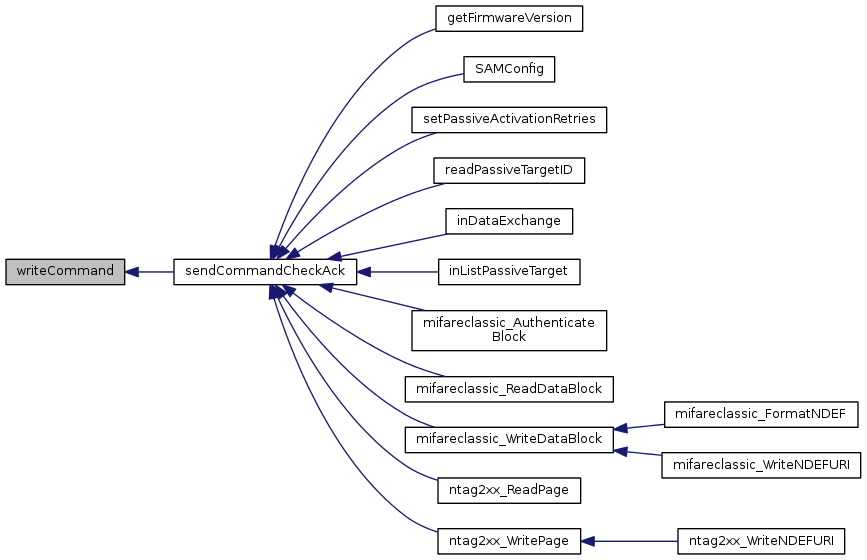 getFirmwareVersion
SAMConfig
setPassiveActivationRetries
readPassiveTargetID
inDataExchange
writeCommand
sendCommandCheckAck
inListPassiveTarget
mifareclassic_Authenticate
Block
mifareclassic_ReadDataBlock
mifareclassic_FormatNDEF
mifareclassic_WriteDataBlock
mifareclassic_WriteNDEFURI
ntag2xx_ReadPage
ntag2xx_WritePage
ntag2xx_WriteNDEFURI